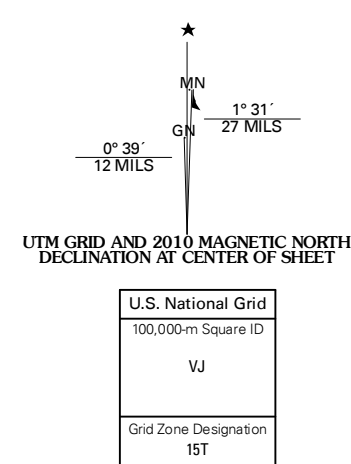 ★
MN
1° 31´
27 MILS
GN
0° 39´
12 MILS
UTM GRID AND 2010 MAGNETIC NORTH
DECLINATION AT CENTER OF SHEET
U.S. National Grid
100,000-m Square ID
VJ
Grid Zone Designation
15T